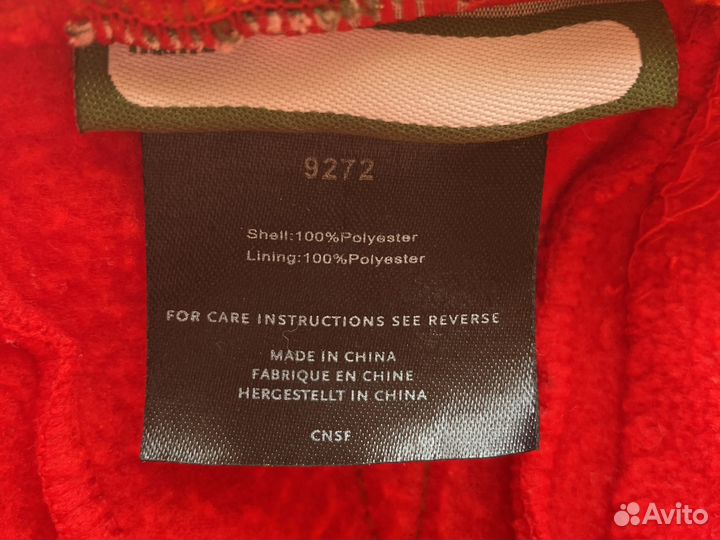 9272
Shell:100%Polyester
Lining:100%Polyester
FOR CARE INSTRUCTIONS SEE REVERSE
MADE IN CHINA
FABRIQUE EN CHINE
HERGESTELLT IN CHINA
CNSF
Avito